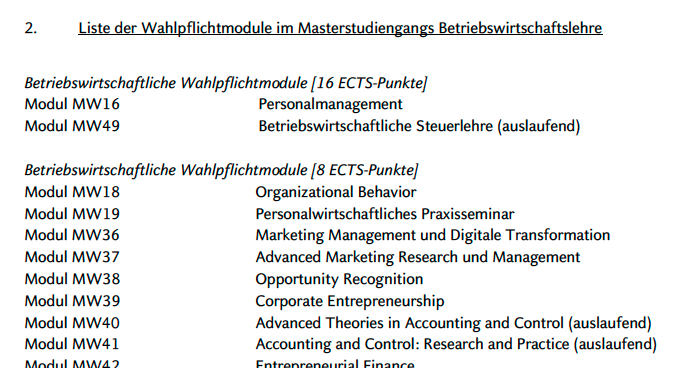 2. Liste der Wahlpflichtmodule im Masterstudiengangs Betriebswirtschaftslehre
Betriebswirtschaftliche Wahlpflichtmodule [16 ECTS-Punkte]
Modul MW16 Personalmanagement
Modul MW49 Betriebswirtschaftliche Steuerlehre (auslaufend)
Betriebswirtschaftliche Wahlpflichtmodule [8 ECTS-Punkte]
Modul MW18 Organizational Behavior
Modul MW19 Personalwirtschaftliches Praxisseminar
Modul MW36 Marketing Management und Digitale Transformation
Modul MW37 Advanced Marketing Research und Management
Modul MW38 Opportunity Recognition
Modul MW39 Corporate Entrepreneurship
Modul MW40 Advanced Theories in Accounting and Control (auslaufend)
Modul MW41 Accounting and Control: Research and Practice (auslaufend)
Modul MW42 Entrepreneurial Finance